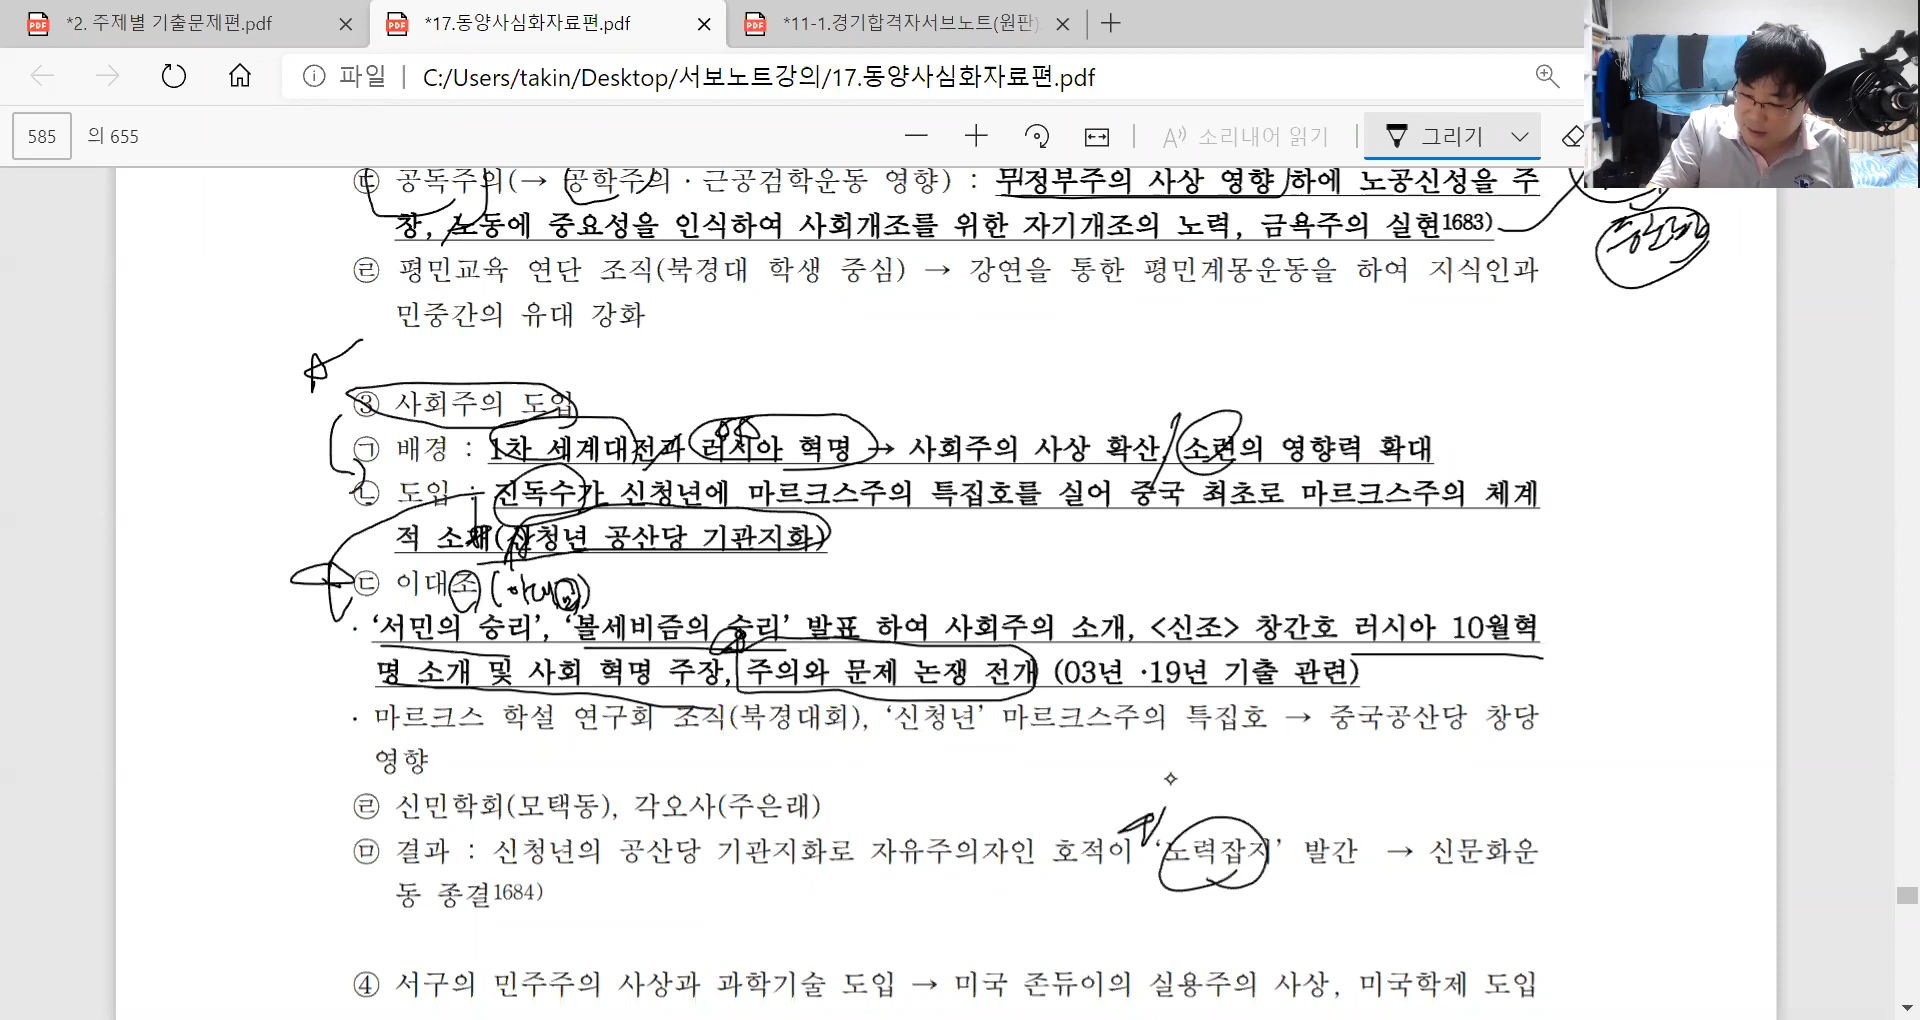 *2. 주제별 기출문제편.pdf
*17.동양사심화자료편.pdf
*11-1.경기합격자서브노트(원판)
파일 | C:/Users/takin/Desktop/서보노트강의/17.동양사심화자료편.pdf
585 의 655
소리내어 읽기
그리기
㉢ 공독주의(→ 공학주의 · 근공검학운동 영향) : 무정부주의 사상 영향 하에 노공신성을 주
창, 노동에 중요성을 인식하여 사회개조를 위한 자기개조의 노력, 금욕주의 실현1683)
㉣ 평민교육 연단 조직(북경대 학생 중심) → 강연을 통한 평민계몽운동을 하여 지식인과
민중간의 유대 강화
③ 사회주의 도입
㉠ 배경 : 1차 세계대전과 러시아 혁명 → 사회주의 사상 확산, 소련의 영향력 확대
㉡ 도입 : 진독수가 신청년에 마르크스주의 특집호를 실어 중국 최초로 마르크스주의 체계
적 소개(신청년 공산당 기관지화)
㉢ 이대조
· ‘서민의 승리’, ‘볼세비즘의 승리’ 발표 하여 사회주의 소개, <신조> 창간호 러시아 10월혁
명 소개 및 사회 혁명 주장, 주의와 문제 논쟁 전개 (03년 ·19년 기출 관련)
· 마르크스 학설 연구회 조직(북경대회), ‘신청년’ 마르크스주의 특집호 → 중국공산당 창당
영향
㉣ 신민학회(모택동), 각오사(주은래)
㉤ 결과 : 신청년의 공산당 기관지화로 자유주의자인 호적이 ‘노력잡지’ 발간 → 신문화운
동 종결1684)
④ 서구의 민주주의 사상과 과학기술 도입 → 미국 존듀이의 실용주의 사상, 미국학제 도입